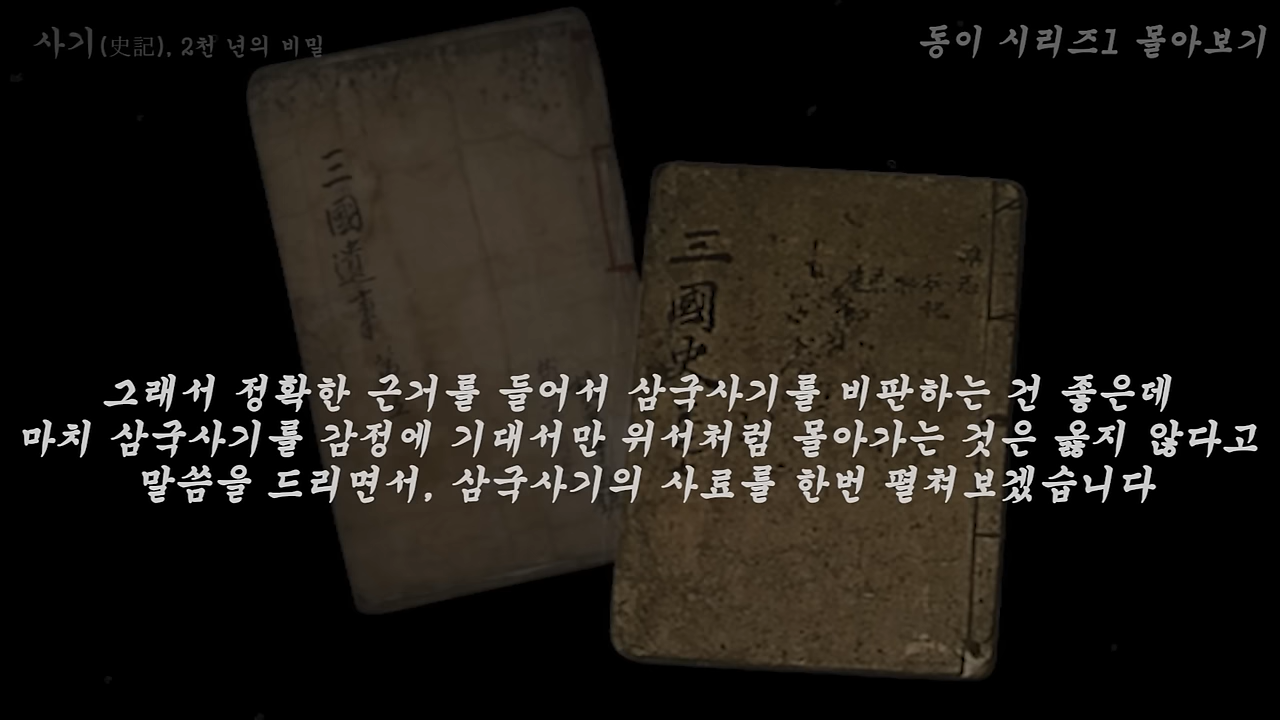 사기(史記), 2천 년의 비밀
동이 시리즈1 몰아보기
三國遺事
三國史
그래서 정확한 근거를 들어서 삼국사기를 비판하는 건 좋은데
마치 삼국사기를 감정에 기대서만 위서처럼 몰아가는 것은 옳지 않다고
말씀을 드리면서, 삼국사기의 사료를 한번 펼쳐보겠습니다